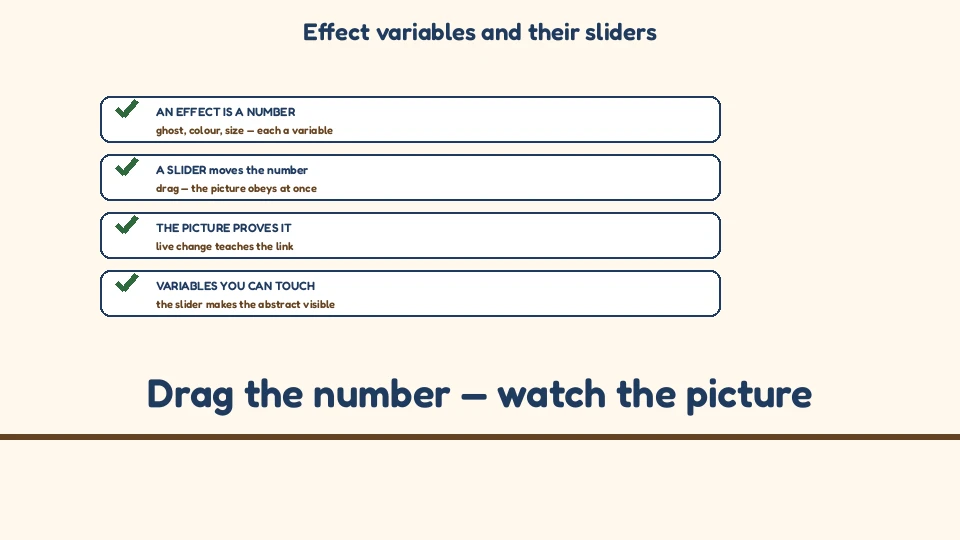 Effect variables and their sliders
AN EFFECT IS A NUMBER
ghost, colour, size — each a variable
A SLIDER moves the number
drag — the picture obeys at once
THE PICTURE PROVES IT
live change teaches the link
VARIABLES YOU CAN TOUCH
the slider makes the abstract visible
Drag the number — watch the picture